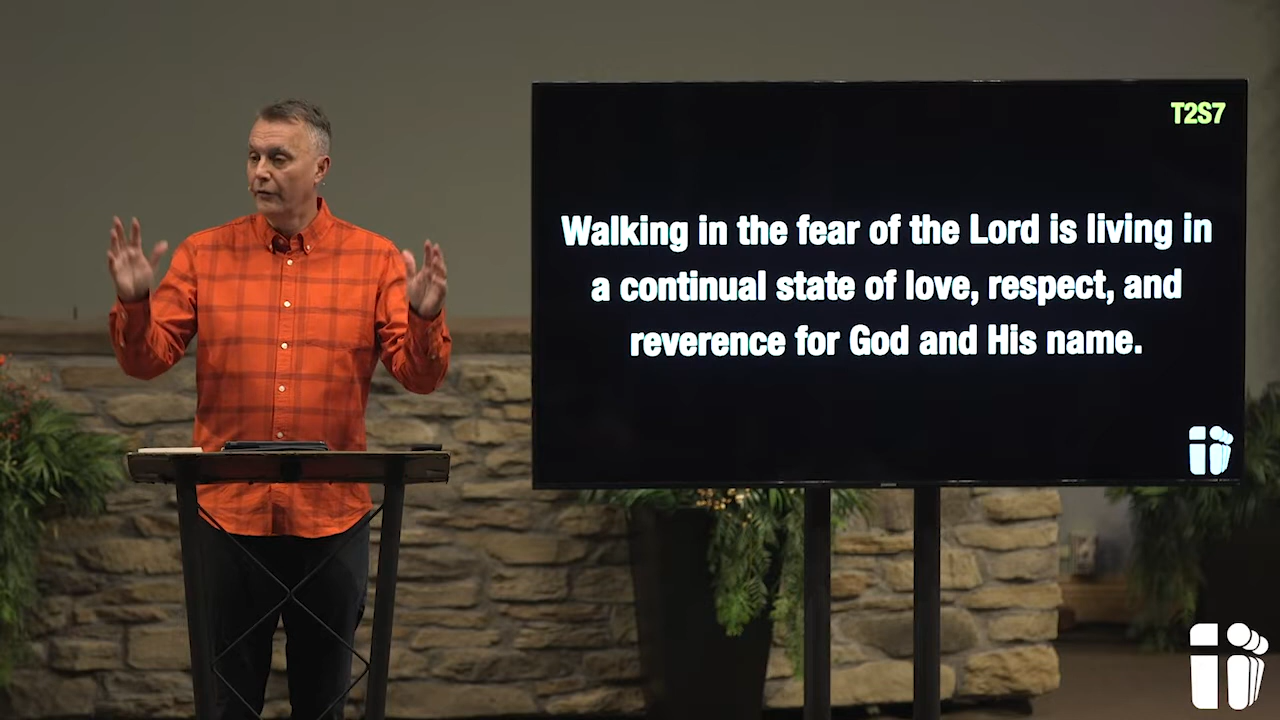 T2S7
Walking in the fear of the Lord is living in
a continual state of love, respect, and
reverence for God and His name.